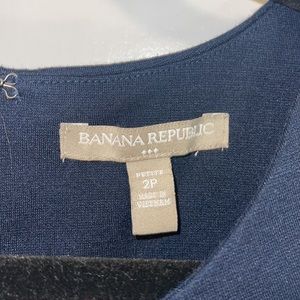 BANANA REPUBLIC
PETITE
2P
MADE IN
VIETNAM